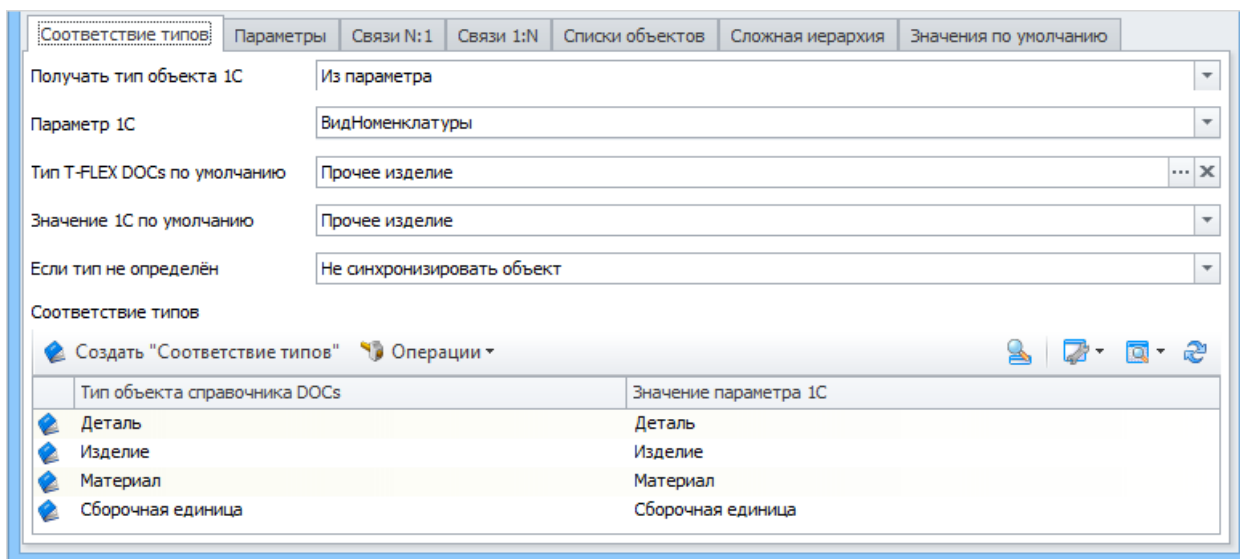 Соответствие типов Параметры Связи N:1 Связи 1:N Списки объектов Сложная иерархия Значения по умолчанию
Получать тип объекта 1С Из параметра
Параметр 1С ВидНоменклатуры
Тип T-FLEX DOCs по умолчанию Прочее изделие
Значение 1С по умолчанию Прочее изделие
Если тип не определён Не синхронизировать объект
Соответствие типов
Создать "Соответствие типов" Операции
Тип объекта справочника DOCs Значение параметра 1С
Деталь Деталь
Изделие Изделие
Материал Материал
Сборочная единица Сборочная единица